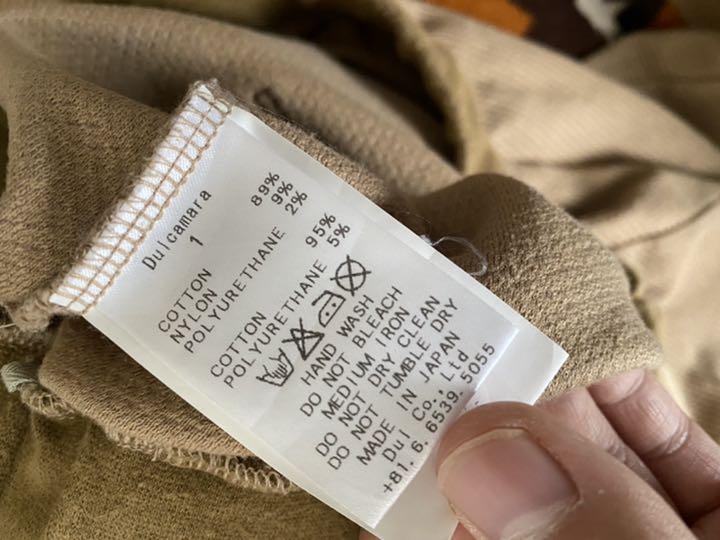 Dulcamara
1
COTTON 89%
NYLON 9%
POLYURETHANE 2%
COTTON 95%
POLYURETHANE 5%
HAND WASH
DO NOT BLEACH
MEDIUM IRON
DO NOT DRY CLEAN
DO NOT TUMBLE DRY
MADE IN JAPAN
Dui Co., Ltd
+81.6.6539.5055